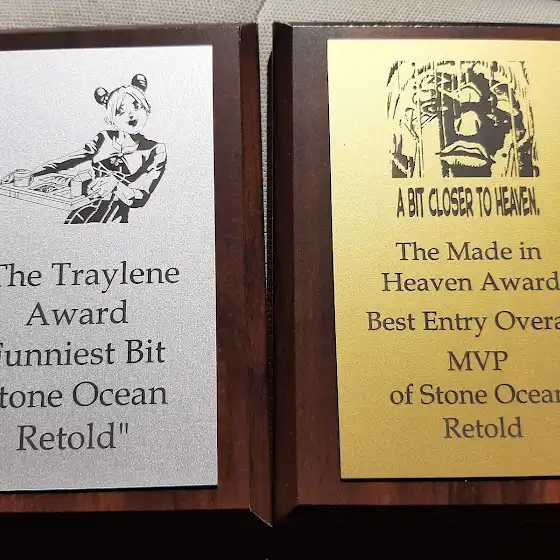 The Traylene
Award
Funniest Bit
Stone Ocean
Retold"
A BIT CLOSER TO HEAVEN.
The Made in
Heaven Award
Best Entry Overa
MVP
of Stone Ocean
Retold